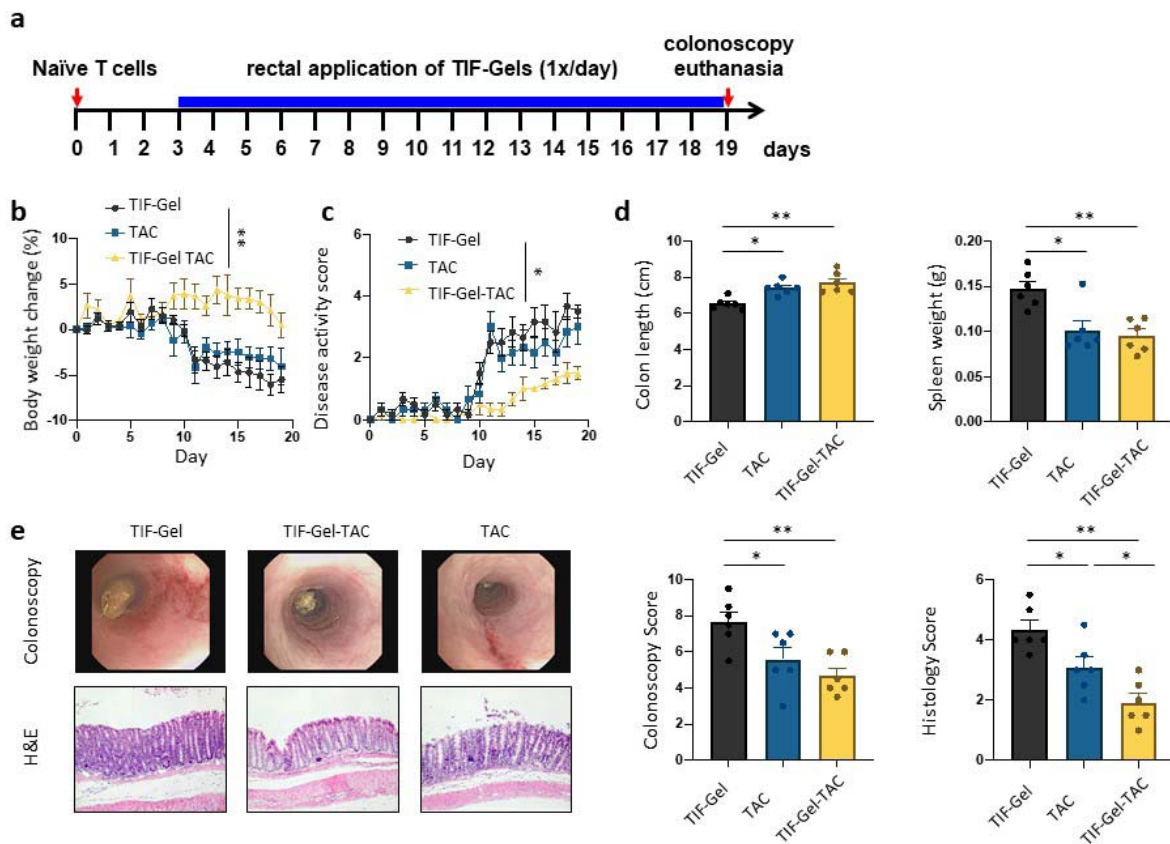 a
Naïve T cells
rectal application of TIF-Gels (1x/day)
colonoscopy
euthanasia
0 1 2 3 4 5 6 7 8 9 10 11 12 13 14 15 16 17 18 19 days
b
TIF-Gel
TAC
TIF-Gel TAC
**
Body weight change (%)
10
5
0
-5
-10
0 5 10 15 20
Day
c
TIF-Gel
TAC
TIF-Gel-TAC
*
Disease activity score
6
4
2
0
0 5 10 15 20
Day
d
**
*
Colon length (cm)
10
8
6
4
2
0
TIF-Gel
TAC
TIF-Gel-TAC
**
*
Spleen weight (g)
0.20
0.15
0.10
0.05
0.00
TIF-Gel
TAC
TIF-Gel-TAC
e
TIF-Gel
TIF-Gel-TAC
TAC
Colonoscopy
H&E
**
*
Colonoscopy Score
10
8
6
4
2
0
TIF-Gel
TAC
TIF-Gel-TAC
**
* *
Histology Score
6
4
2
0
TIF-Gel
TAC
TIF-Gel-TAC